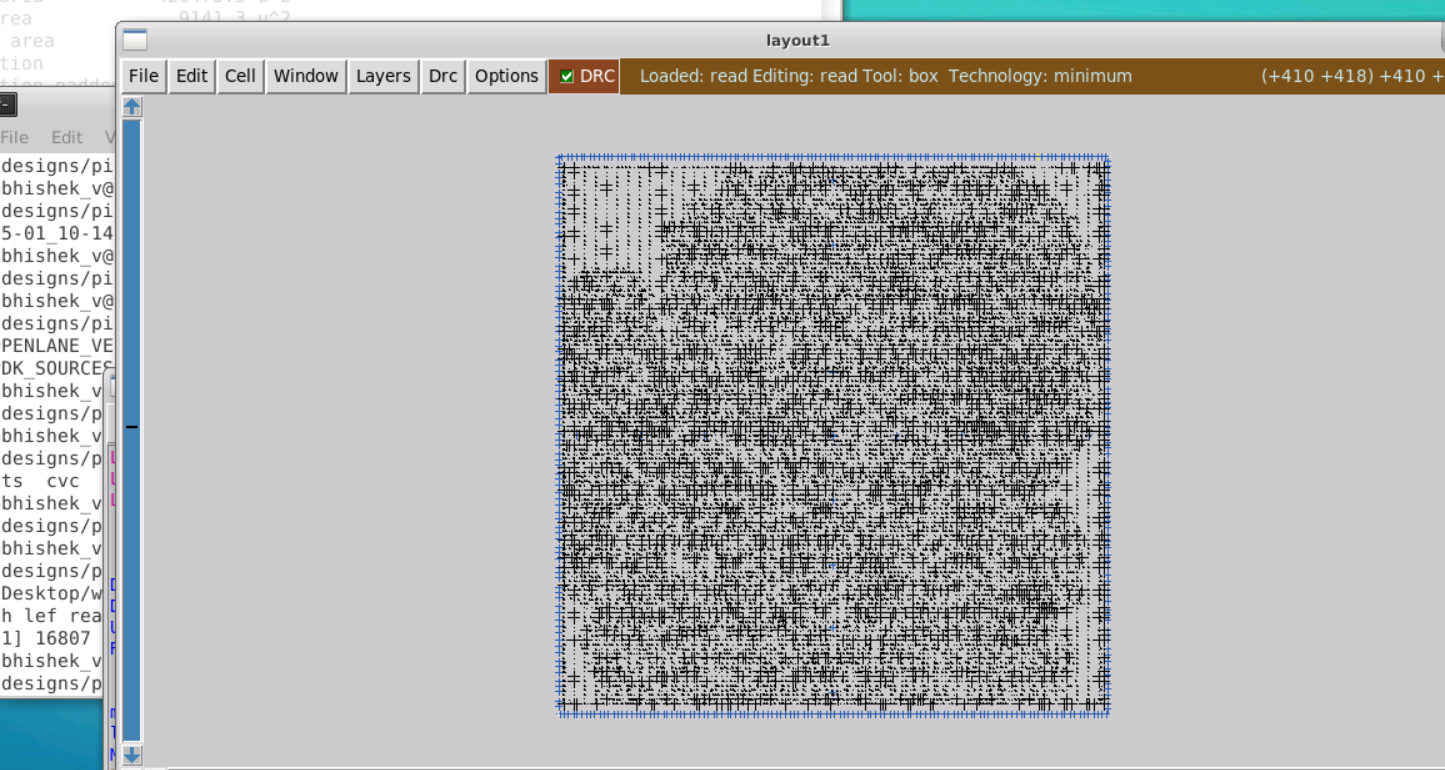 rea 9141.3 u^2
area
tion
layout1
File Edit Cell Window Layers Drc Options DRC Loaded: read Editing: read Tool: box Technology: minimum (+410 +418) +410 +
File Edit V
designs/pi
bhishek_v@
designs/pi
5-01_10-14
bhishek_v@
designs/pi
bhishek_v@
designs/pi
PENLANE_VE
DK_SOURCES
bhishek_v
designs/p
bhishek_v
designs/p
ts cvc
bhishek_v
designs/p
bhishek_v
designs/p
Desktop/w
h lef rea
1] 16807
bhishek_v
designs/p